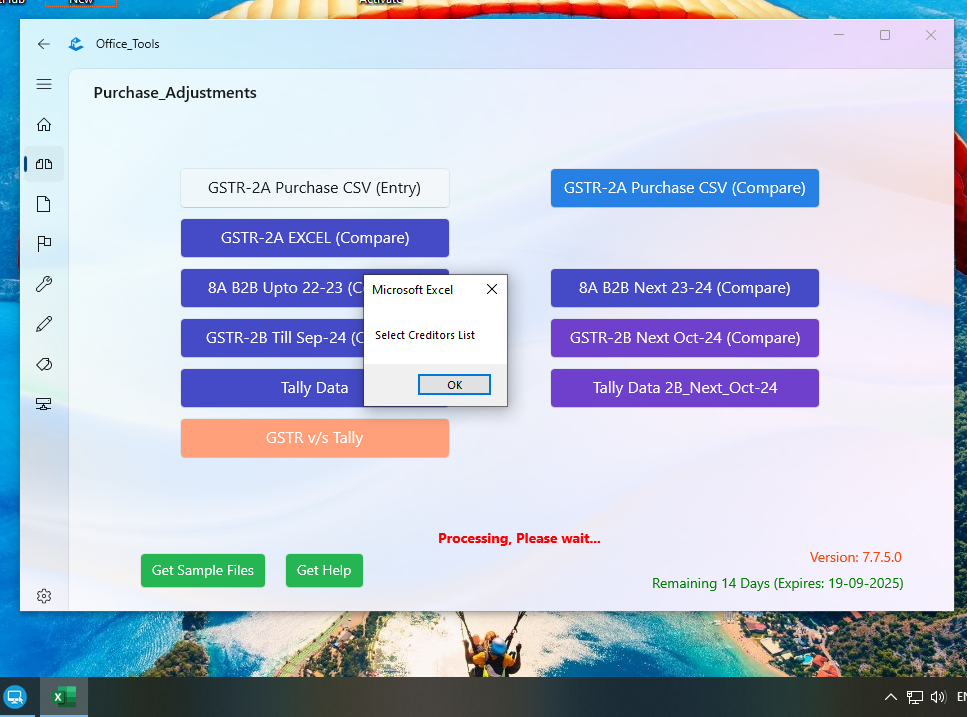 New
Activate
Office_Tools
Purchase_Adjustments
GSTR-2A Purchase CSV (Entry)
GSTR-2A Purchase CSV (Compare)
GSTR-2A EXCEL (Compare)
8A B2B Upto 22-23 (C
8A B2B Next 23-24 (Compare)
Microsoft Excel
Select Creditors List
OK
GSTR-2B Till Sep-24 (C
GSTR-2B Next Oct-24 (Compare)
Tally Data
Tally Data 2B_Next_Oct-24
GSTR v/s Tally
Processing, Please wait...
Get Sample Files
Get Help
Version: 7.7.5.0
Remaining 14 Days (Expires: 19-09-2025)
EN